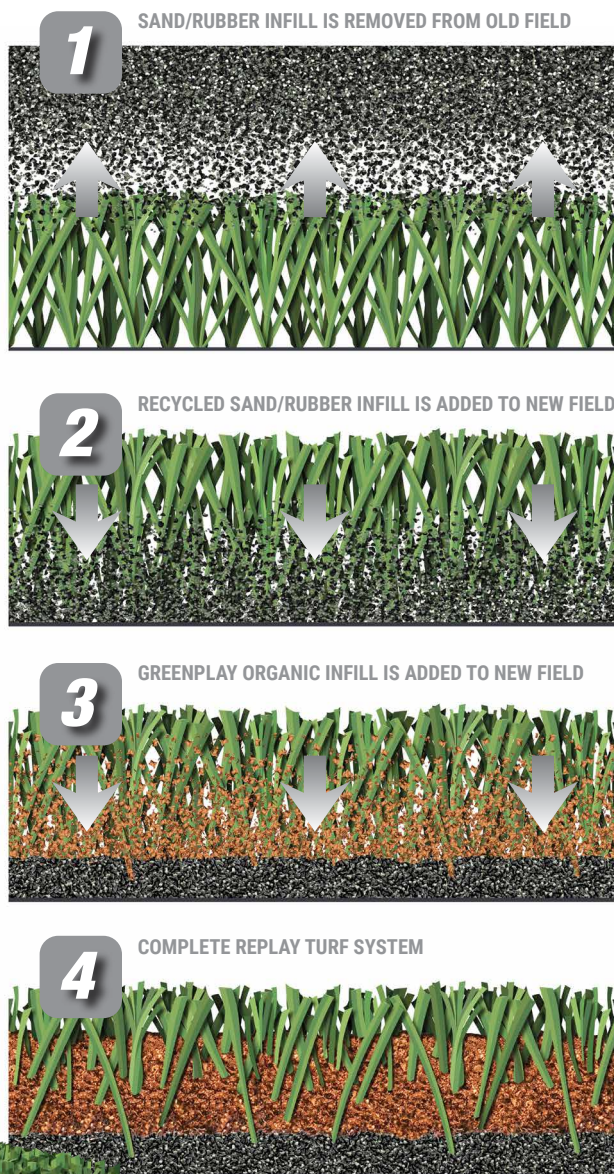 1
SAND/RUBBER INFILL IS REMOVED FROM OLD FIELD
2
RECYCLED SAND/RUBBER INFILL IS ADDED TO NEW FIELD
3
GREENPLAY ORGANIC INFILL IS ADDED TO NEW FIELD
4
COMPLETE REPLAY TURF SYSTEM